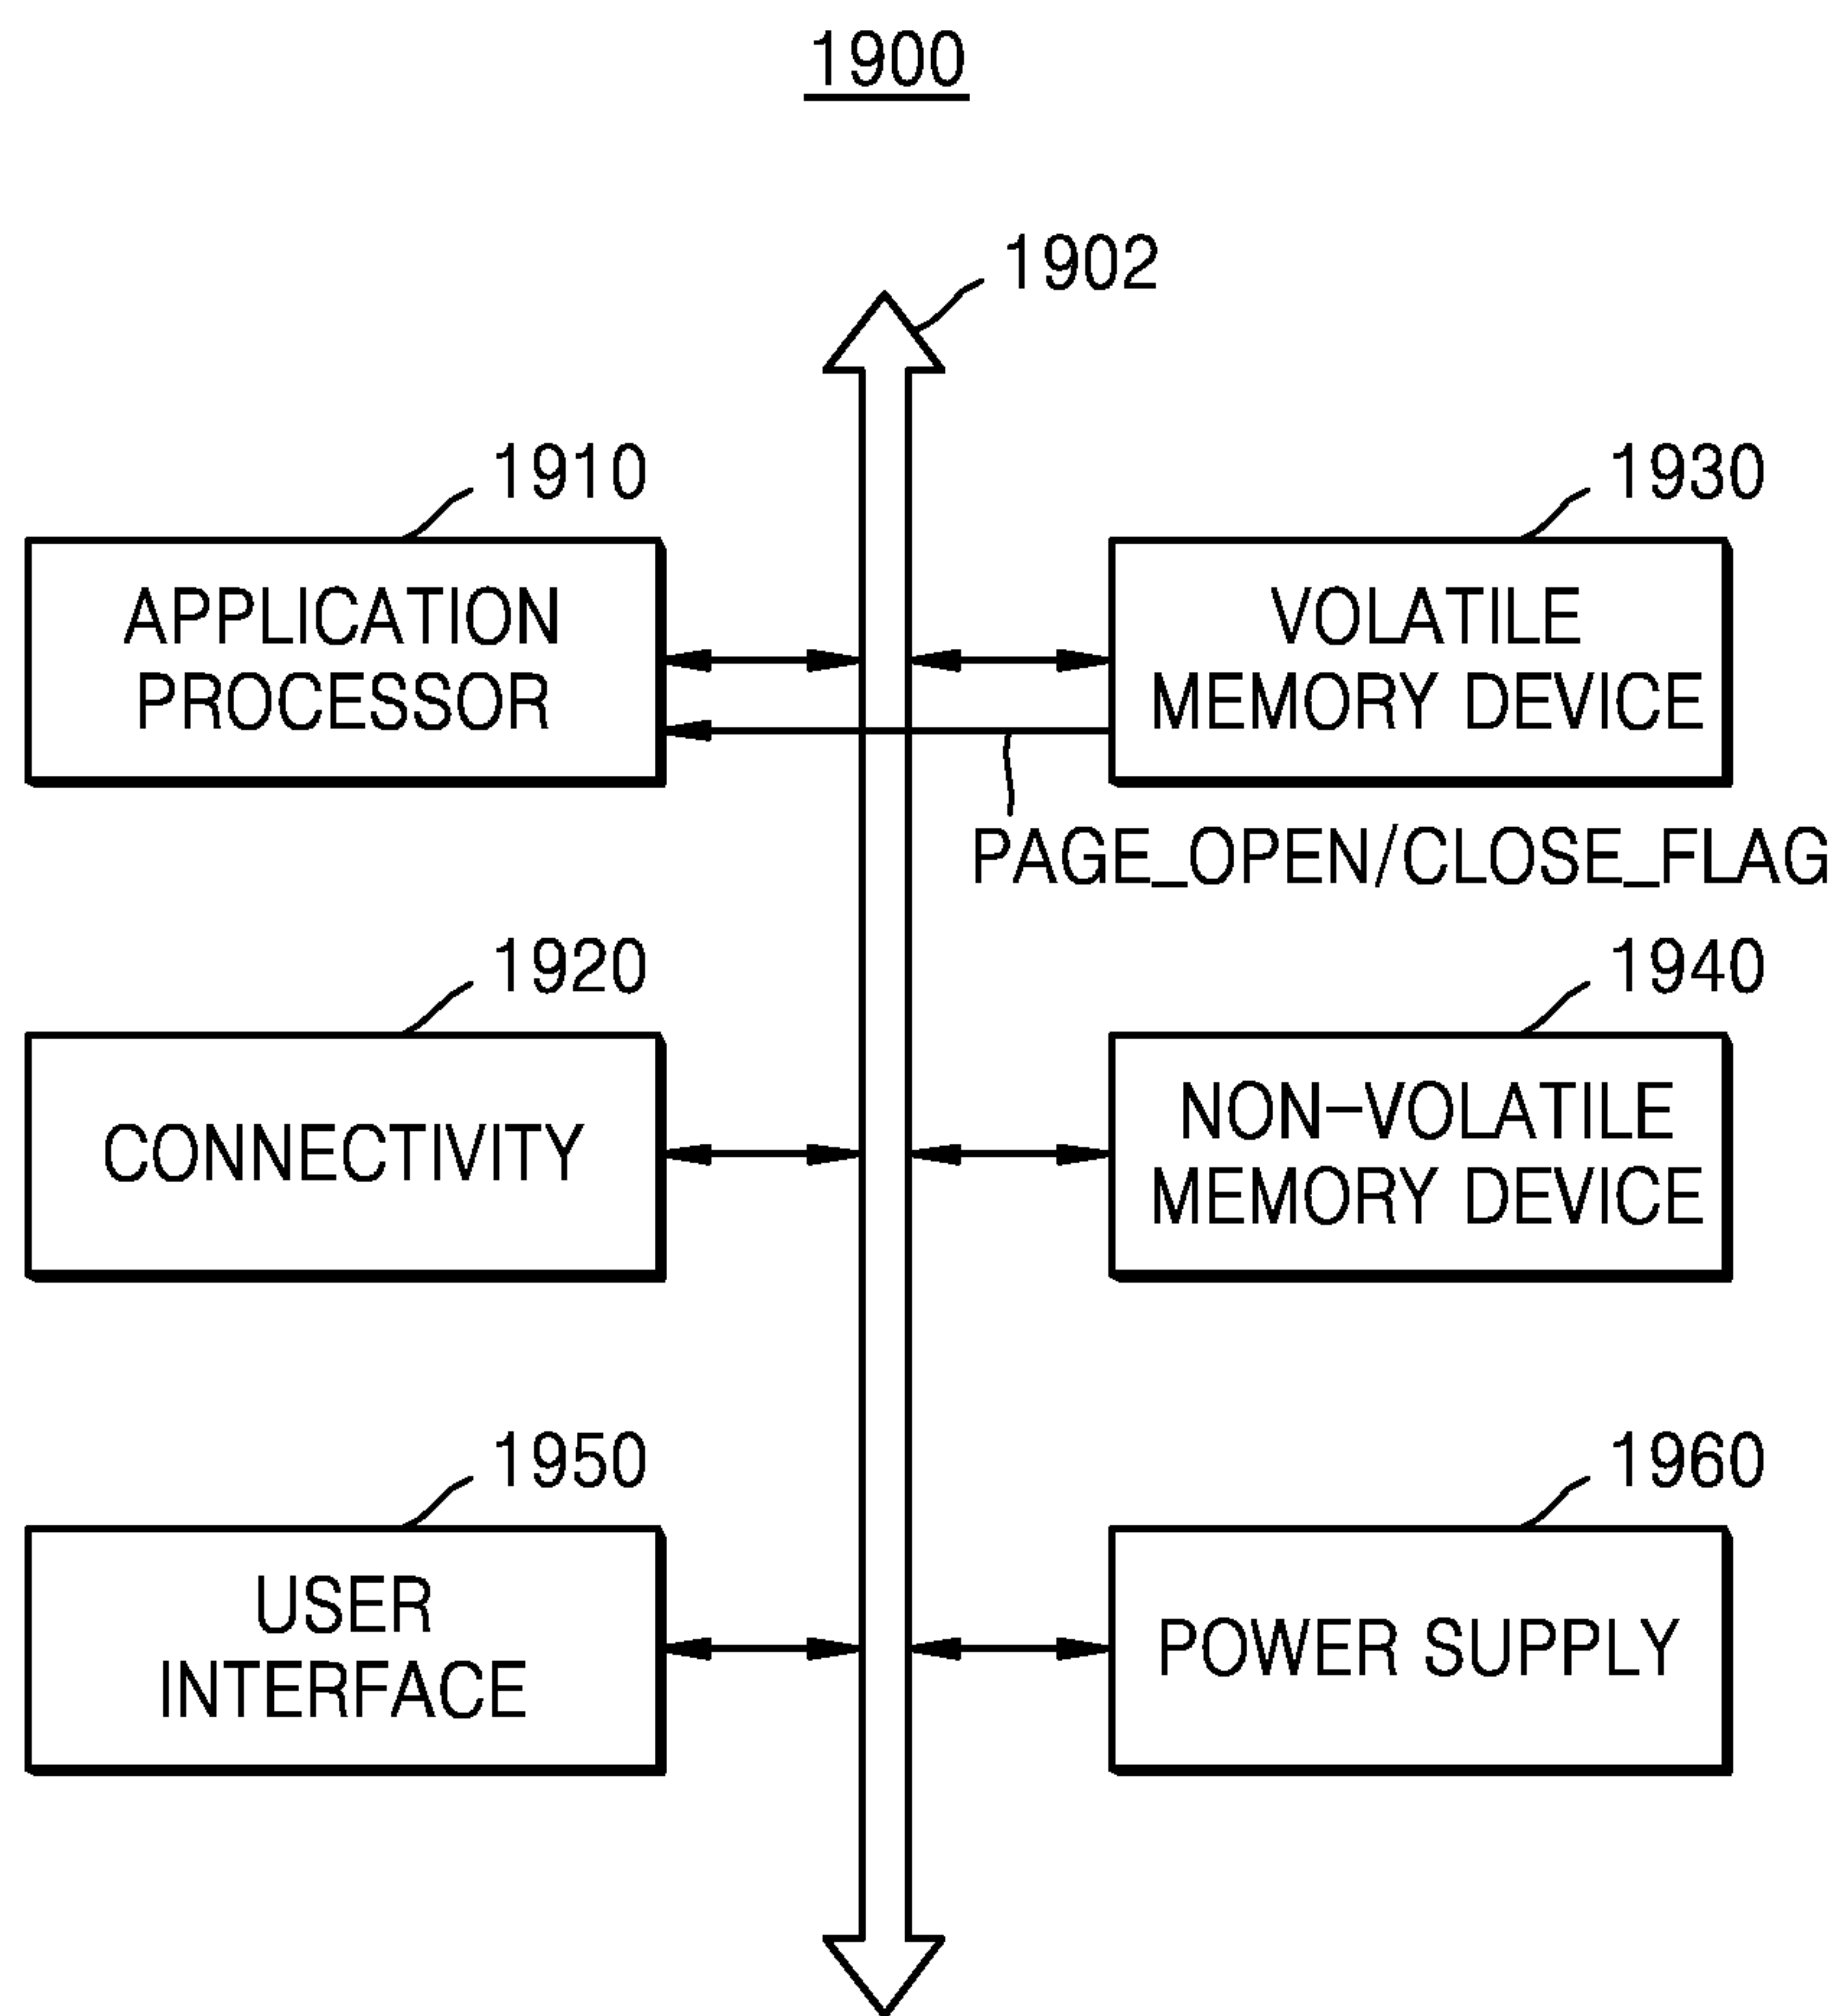 1900
1902
1910
1930
APPLICATION
PROCESSOR
VOLATILE
MEMORY DEVICE
PAGE_OPEN/CLOSE_FLAG
1920
1940
CONNECTIVITY
NON-VOLATILE
MEMORY DEVICE
1950
1960
USER
INTERFACE
POWER SUPPLY